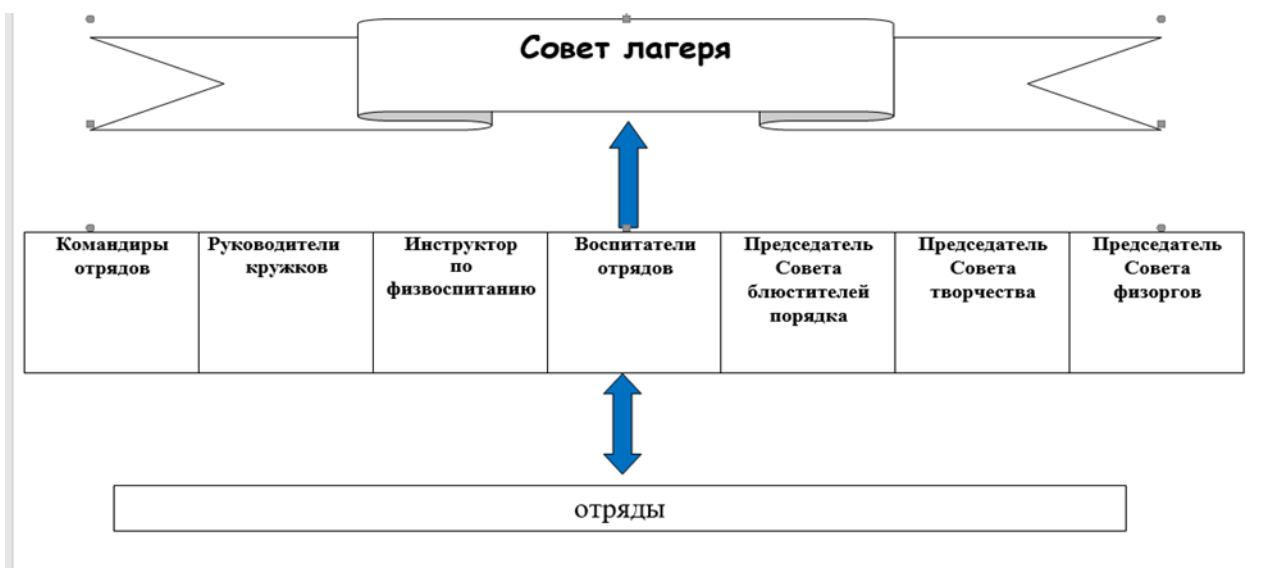 Совет лагеря
Командиры
отрядов
Руководители
кружков
Инструктор
по
физвоспитанию
Воспитатели
отрядов
Председатель
Совета
блюстителей
порядка
Председатель
Совета
творчества
Председатель
Совета
физоргов
отряды